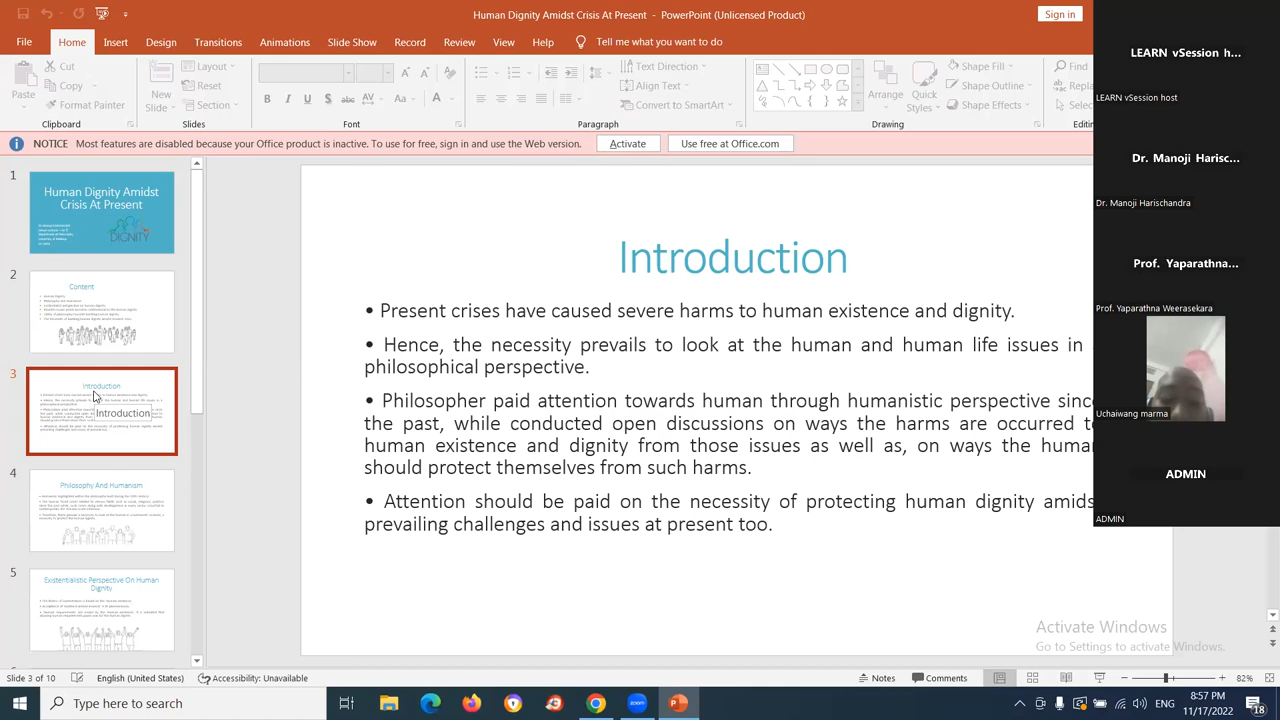 Human Dignity Amidst Crisis At Present - PowerPoint (Unlicensed Product)
Sign in
File Home Insert Design Transitions Animations Slide Show Record Review View Help Tell me what you want to do
Paste
Cut
Copy
Format Painter
Clipboard
New Slide
Layout
Reset
Section
Slides
Font
Text Direction
Align Text
Convert to SmartArt
Paragraph
Arrange
Quick Styles
Shape Fill
Shape Outline
Shape Effects
Drawing
Find
Repla
Selec
Editin
NOTICE Most features are disabled because your Office product is inactive. To use for free, sign in and use the Web version. Activate Use free at Office.com
1
Human Dignity Amidst
Crisis At Present
DIGNITY
2
Content
3
Introduction
Introduction
4
Philosophy And Humanism
5
Existentialistic Perspective On Human
Dignity
Introduction
• Present crises have caused severe harms to human existence and dignity.
• Hence, the necessity prevails to look at the human and human life issues in
philosophical perspective.
• Philosopher paid attention towards human through humanistic perspective sinc
the past, while conducted open discussions on ways the harms are occurred t
human existence and dignity from those issues as well as, on ways the huma
should protect themselves from such harms.
• Attention should be paid on the necessity of protecting human dignity amids
prevailing challenges and issues at present too.
LEARN vSession h...
LEARN vSession host
Dr. Manoji Harisc...
Dr. Manoji Harischandra
Prof. Yaparathna...
Prof. Yaparathna Weerasekara
Uchaiwang marma
ADMIN
ADMIN
Activate Windows
Go to Settings to activate Windows.
Slide 3 of 10 English (United States) Accessibility: Unavailable Notes Comments 82%
Type here to search
zoom
ENG
8:57 PM
11/17/2022
18